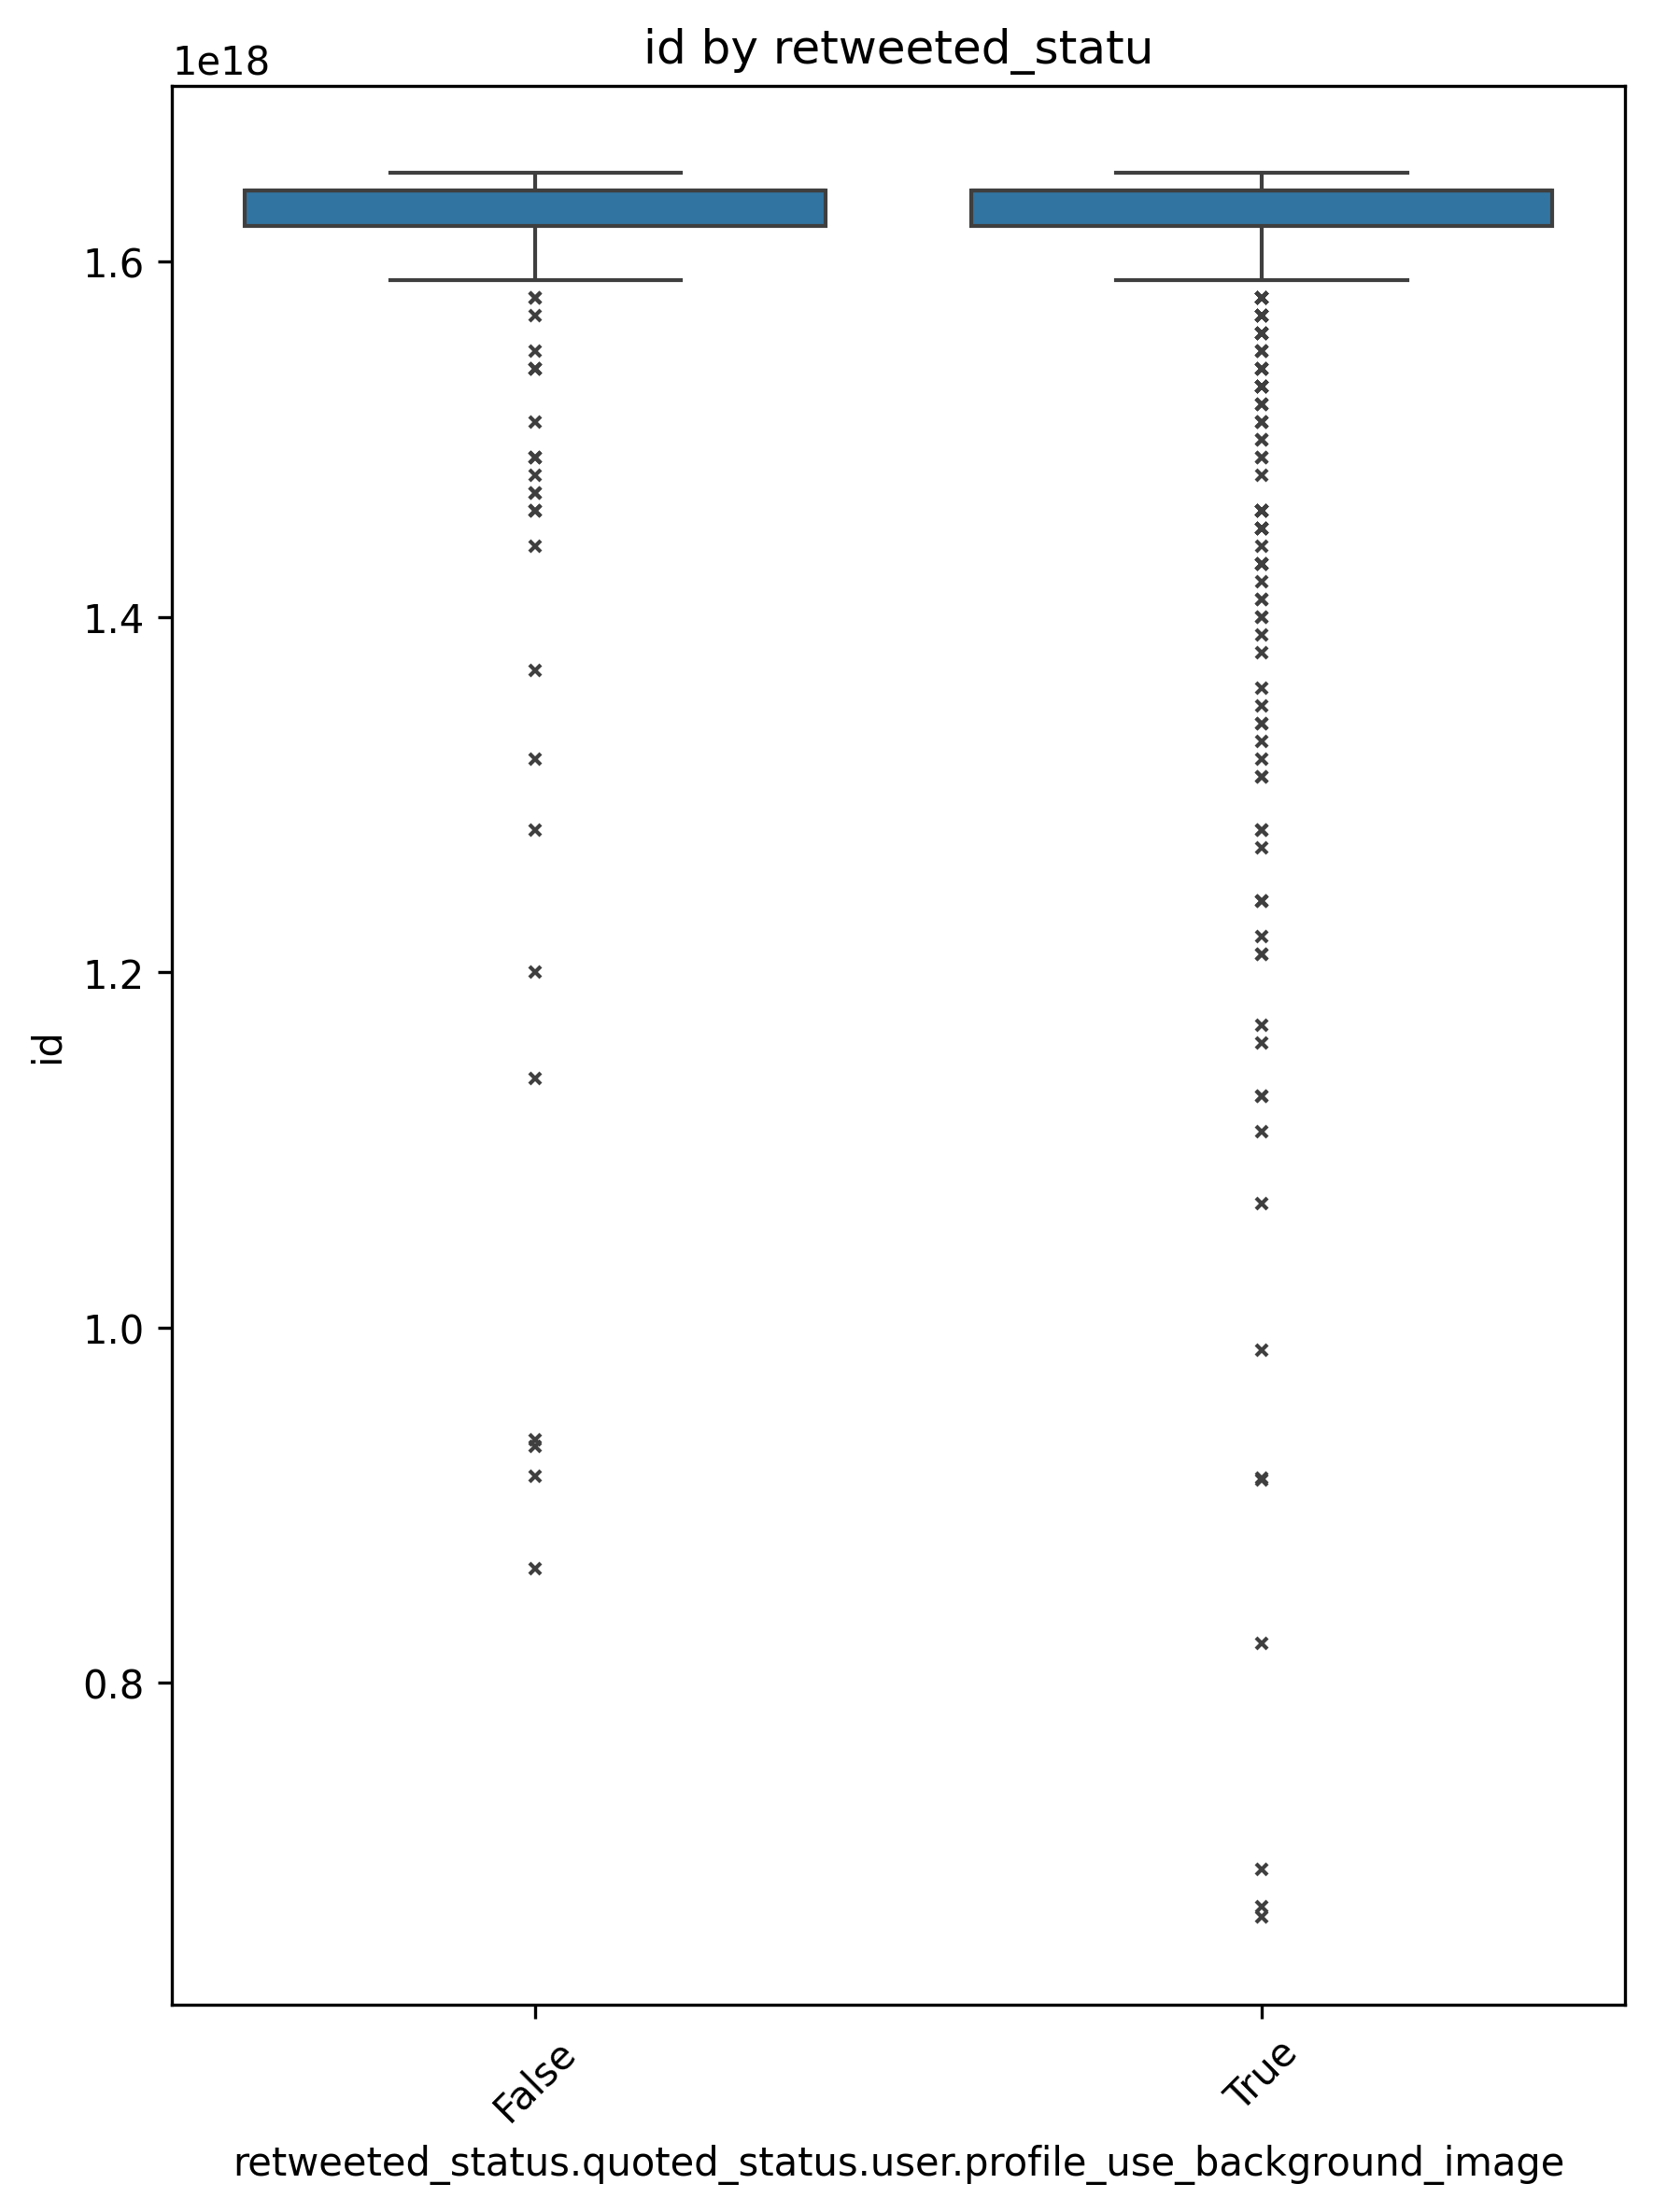 id by retweeted_statu
1e18
1.6
1.4
1.2
1.0
0.8
id
False
True
retweeted_status.quoted_status.user.profile_use_background_image